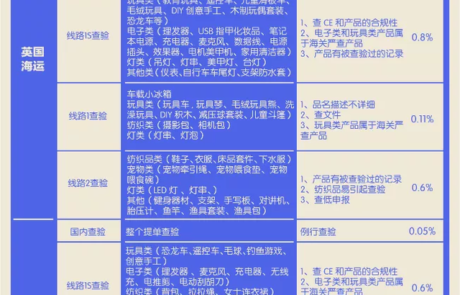 玩具类（教育玩具、遥控车、儿童滑板车、
毛绒玩具、DIY 创意手工、木制玩偶套装、
恐龙车等）
电子类（理发器、USB 指甲化妆品、笔记
本电源、充电器、麦克风、数据线、电源
插头、效果器、电机美甲机、家用清洁器）
灯类（吊灯、灯串、美甲灯、台灯）
其他类（仪表、自行车车尾灯、支架防水套）
英国
海运
线路1S查验
1、查 CE 和产品的合规性
2、电子类和玩具类产品属
于海关严查产品
3、产品有被查验过的记录
0.8%
线路1查验
车载小冰箱
玩具类（玩具车、玩具琴、毛绒玩具熊、洗
澡玩具、DIY 积木、减压球套装、儿童斗篷）
纺织类（摄影包、相机包）
灯类（灯串、灯泡）
1、品名描述不详细
2、查文件
3、玩具类产品属于海关严
查产品
0.11%
线路2查验
纺织品类（鞋子、衣服、床品套件、下水服）
宠物类（宠物牵引绳、宠物喂食垫、宠物
喂食碗）
灯类（LED 灯 、灯串、）
其他（健身器材、支架、手写板、对讲机、
胎压计、鱼竿、渔具套装、渔具包）
1、产品有被查验过的记录
2、纺织品易引起查验
3、查低申报
0.6%
国内查验
整个提单查验
例行查验
0.05%
线路1S查验
玩具类（恐龙车、遥控车、毛球、钓鱼游戏、
创意手工）
电子类（理发器 、麦克风、充电器、无线
充、电推剪、电动刮胡刀）
纺织类（背包、拉拉绳、女士连衣裙）
1、查 CE 和产品的合规性
2、电子类和玩具类产品属
于海关严查产品
0.6%